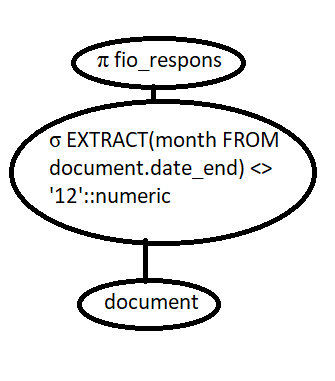 π fio_respons
σ EXTRACT(month FROM
document.date_end) <>
'12'::numeric
document